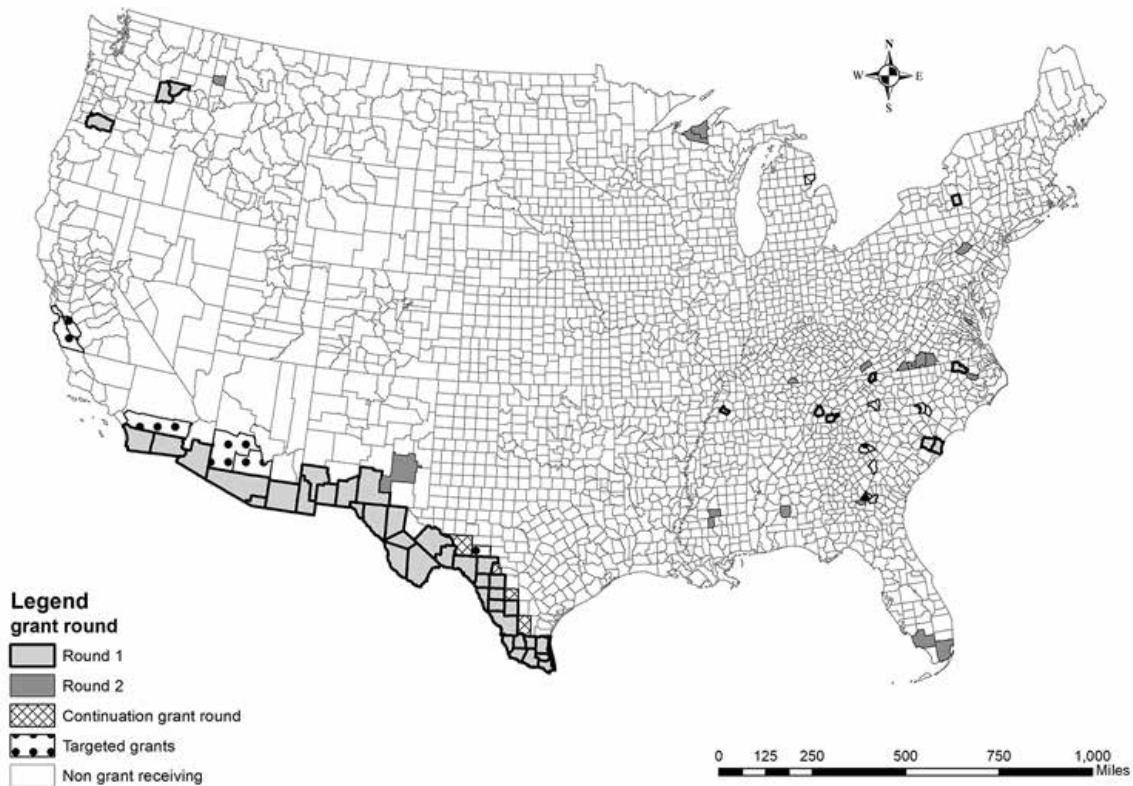 N
W E
S
Legend
grant round
Round 1
Round 2
Continuation grant round
Targeted grants
Non grant receiving
0 125 250 500 750 1,000
Miles